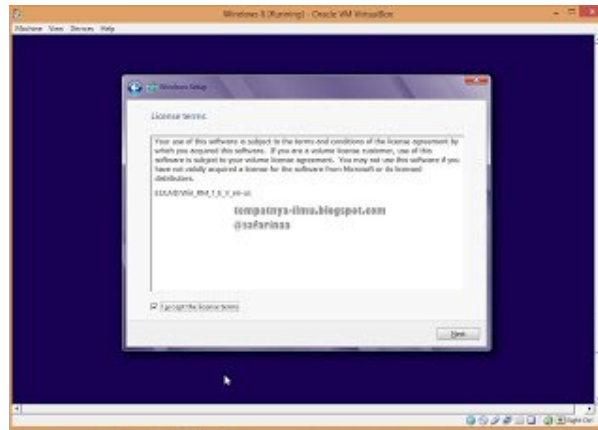 Windows 8 [Running] - Oracle VM VirtualBox
Machine View Devices Help
Windows Setup
License terms
Your use of this software is subject to the terms and conditions of the license agreement by
which you acquired this software. If you are a volume license customer, use of this
software is subject to your volume license agreement. You may not use this software if you
have not validly acquired a license for the software from Microsoft or its licensed
distributors.
tempatnya-ilmu.blogspot.com
@safarinaa
I accept the license terms
Next
Right Ctrl